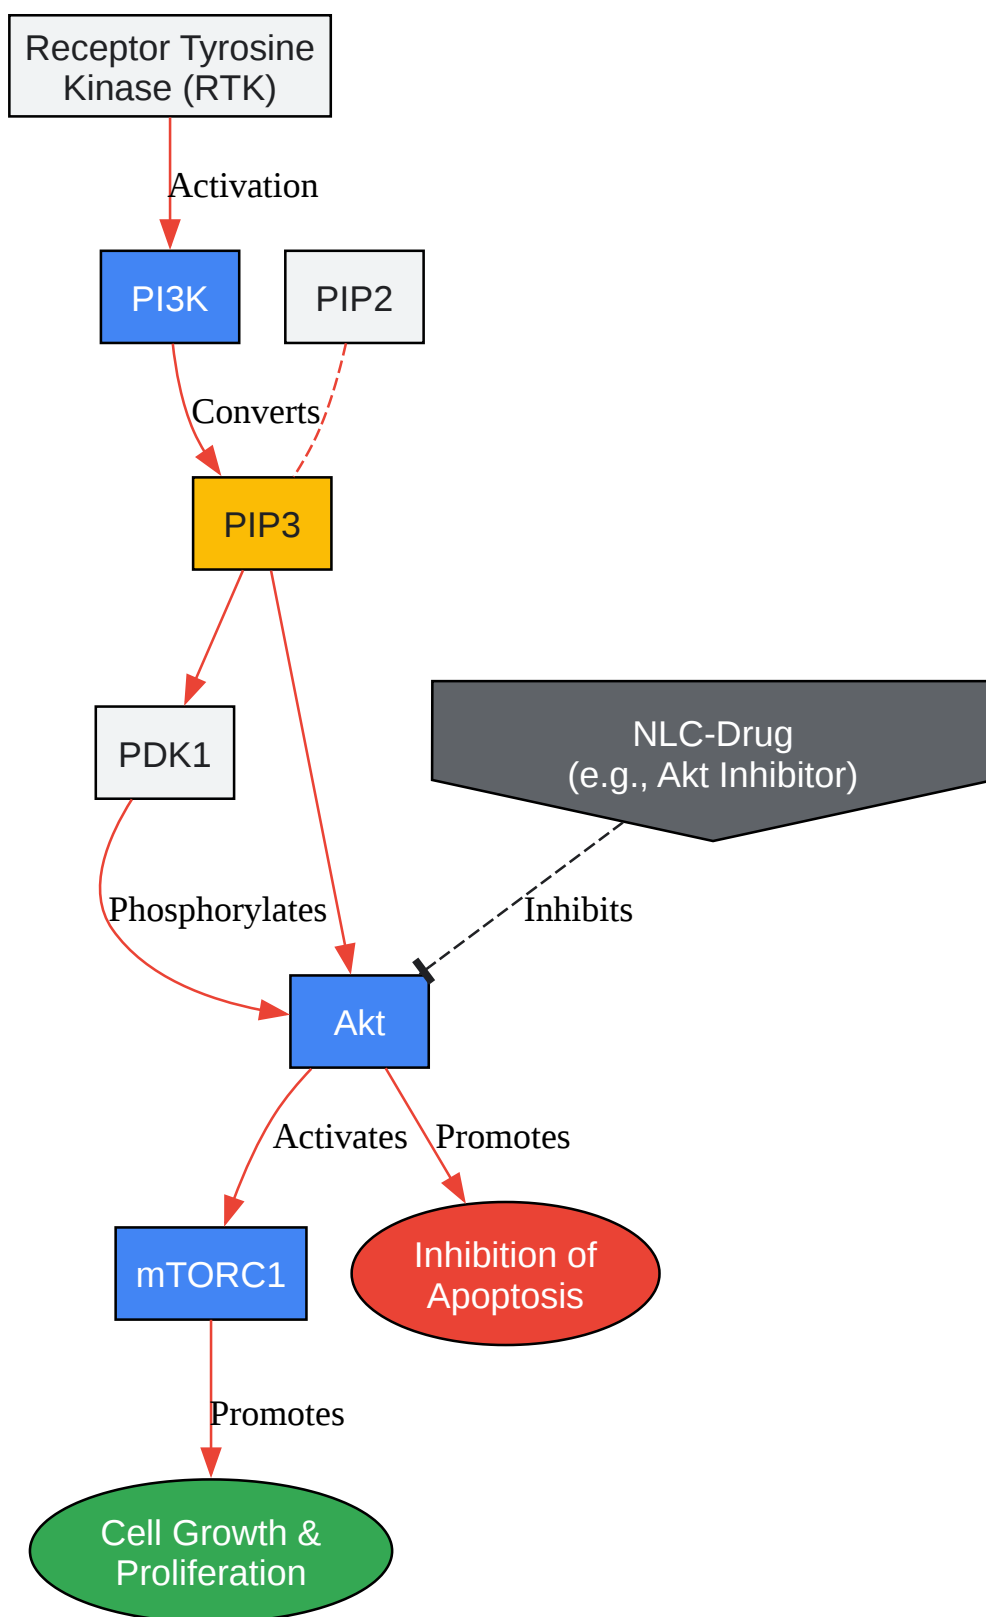 Receptor Tyrosine
Kinase (RTK)
Activation
PI3K
PIP2
Converts
PIP3
PDK1
NLC-Drug
(e.g., Akt Inhibitor)
Phosphorylates
Inhibits
Akt
Activates
Promotes
mTORC1
Inhibition of
Apoptosis
Promotes
Cell Growth &
Proliferation